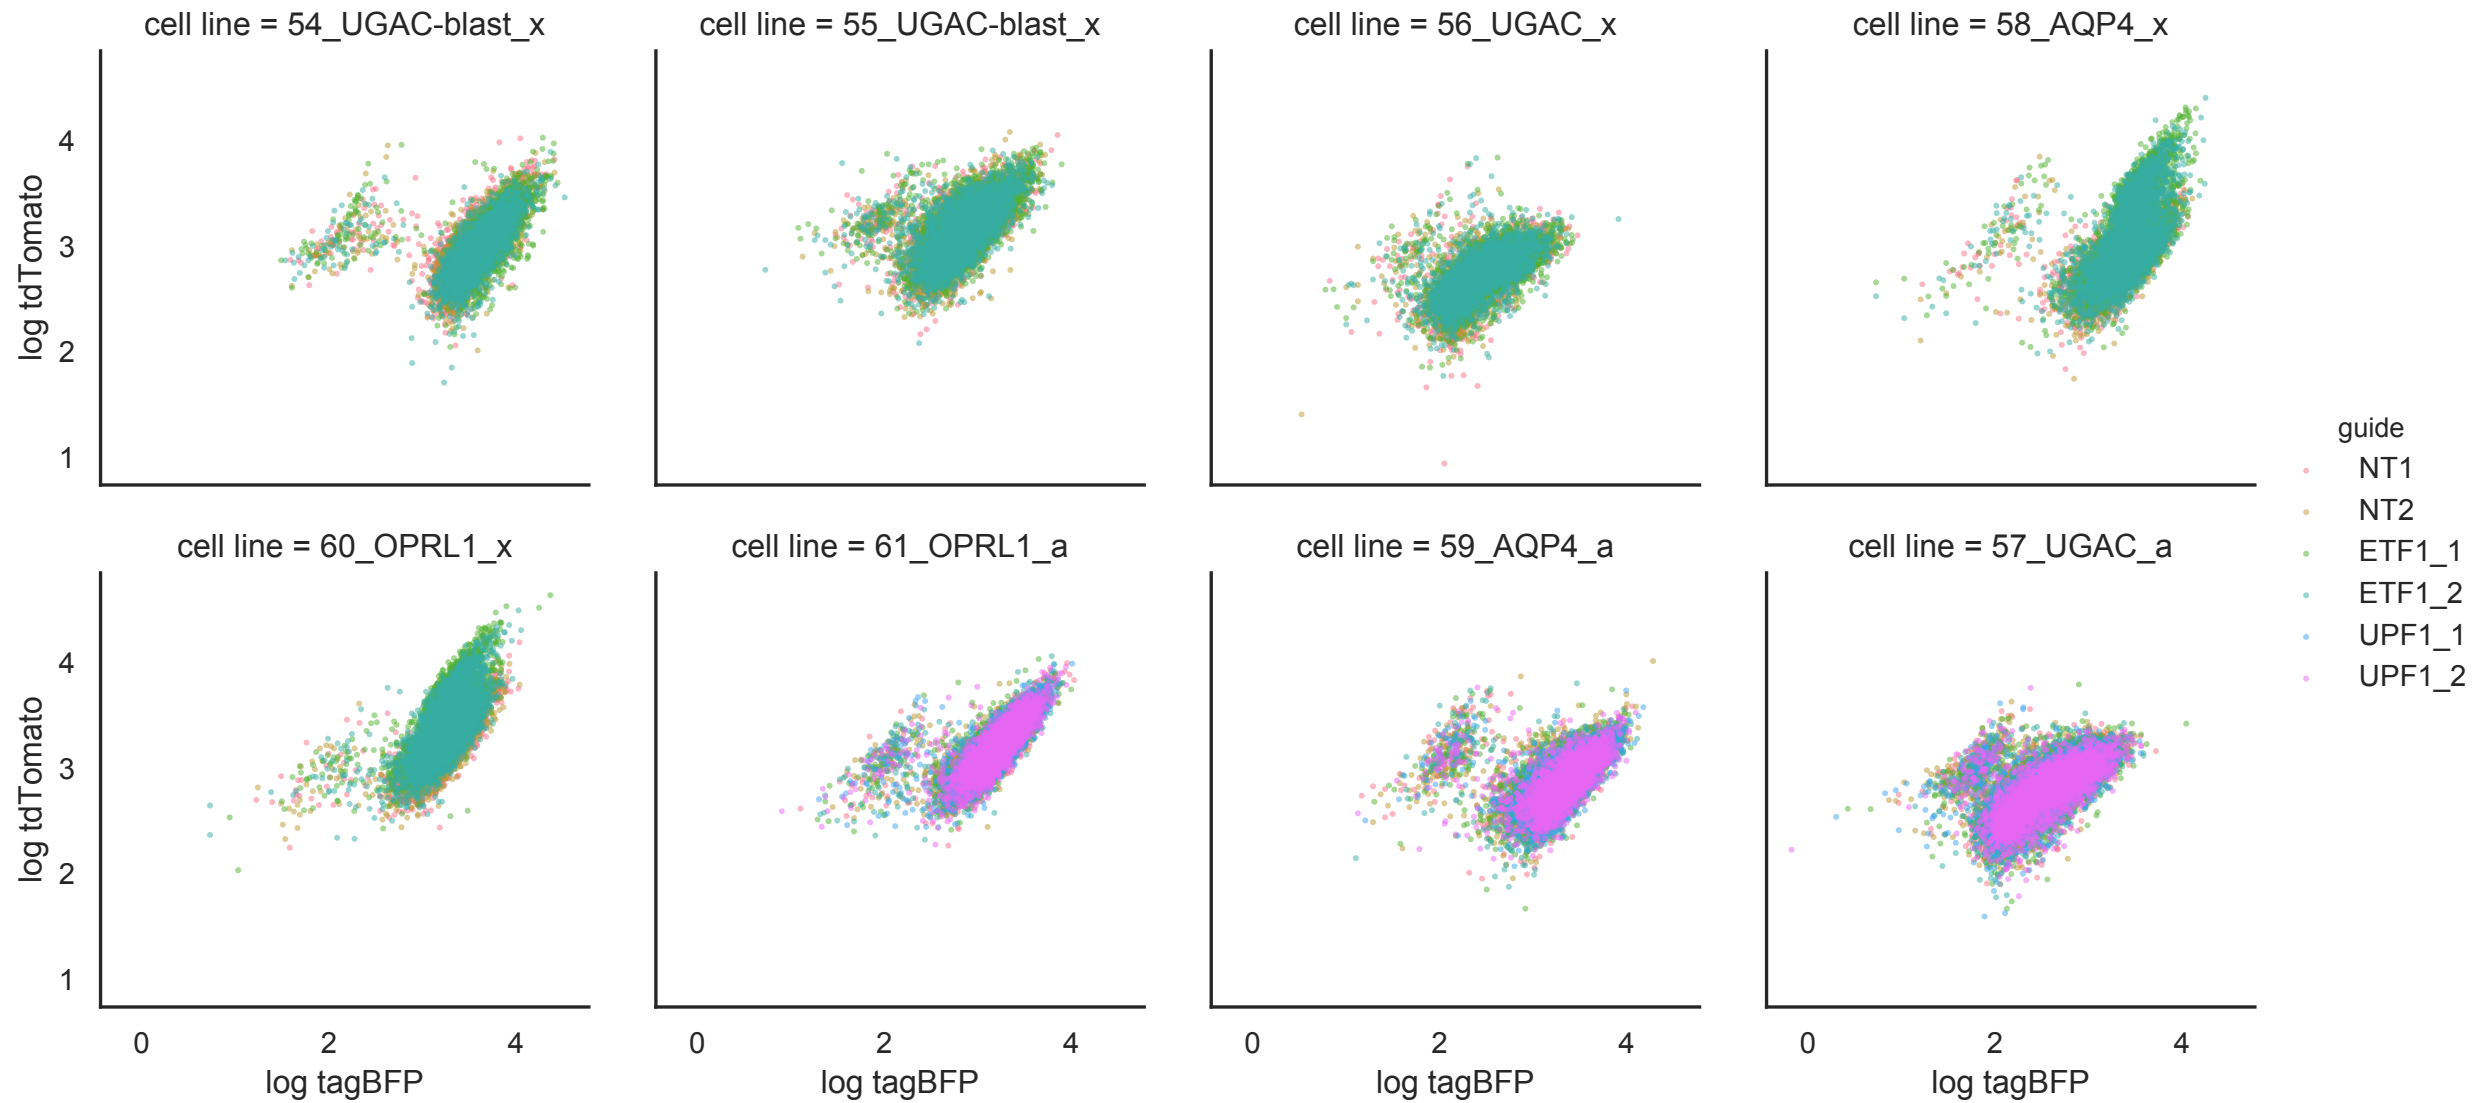 cell line = 54_UGAC-blast_x
cell line = 55_UGAC-blast_x
cell line = 56_UGAC_x
cell line = 58_AQP4_x
4
3
2
1
log tdTomato
guide
NT1
NT2
ETF1_1
ETF1_2
UPF1_1
UPF1_2
cell line = 60_OPRL1_x
cell line = 61_OPRL1_a
cell line = 59_AQP4_a
cell line = 57_UGAC_a
4
3
2
1
log tdTomato
0 2 4
0 2 4
0 2 4
0 2 4
log tagBFP
log tagBFP
log tagBFP
log tagBFP